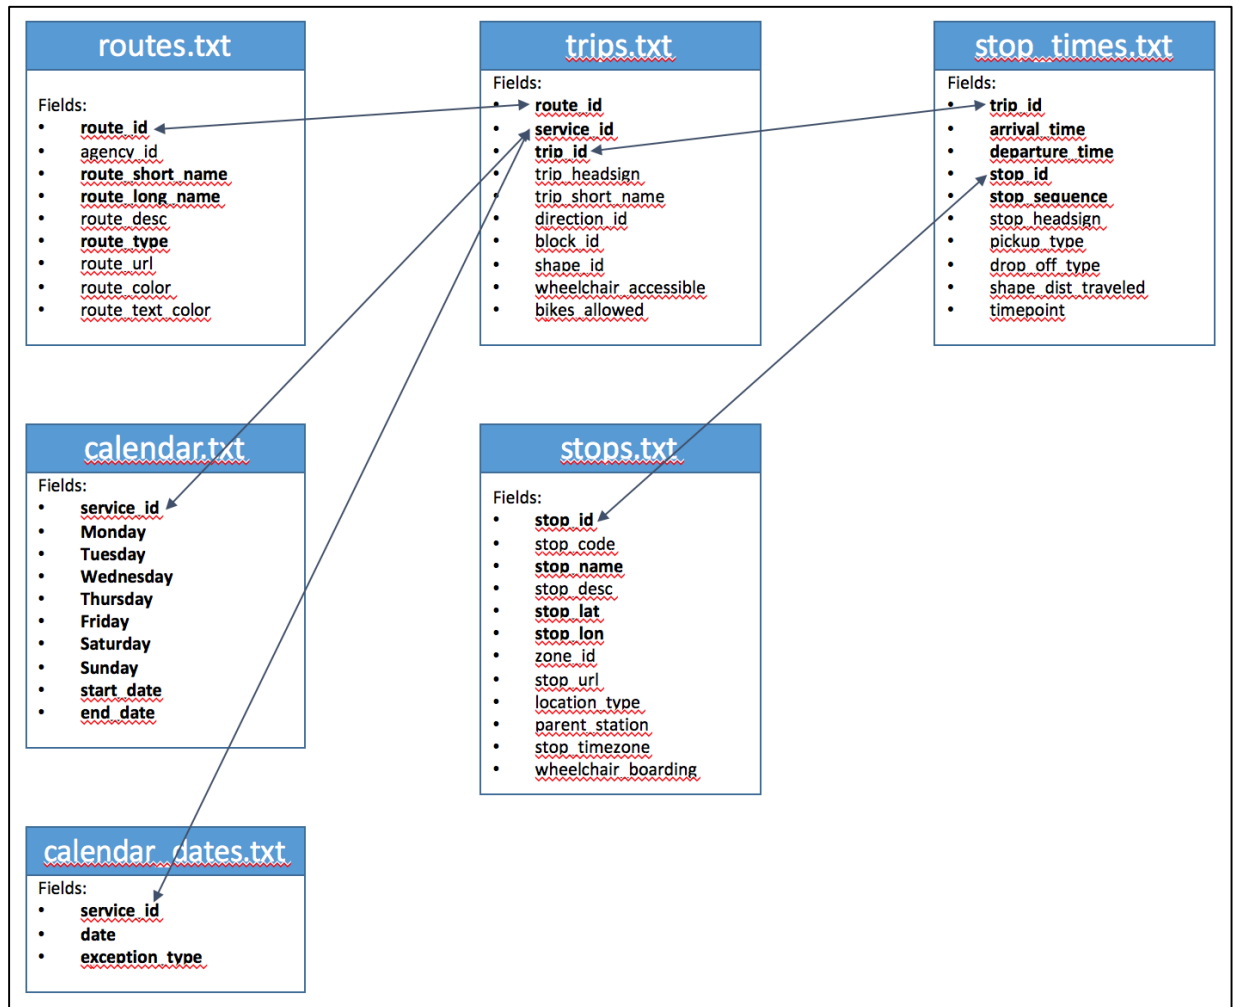 routes.txt
Fields:
• route_id
• agency_id
• route_short_name
• route_long_name
• route_desc
• route_type
• route_url
• route_color
• route_text_color
trips.txt
Fields:
• route_id
• service_id
• trip_id
• trip_headsign
• trip_short_name
• direction_id
• block_id
• shape_id
• wheelchair_accessible
• bikes_allowed
stop_times.txt
Fields:
• trip_id
• arrival_time
• departure_time
• stop_id
• stop_sequence
• stop_headsign
• pickup_type
• drop_off_type
• shape_dist_traveled
• timepoint
calendar.txt
Fields:
• service_id
• Monday
• Tuesday
• Wednesday
• Thursday
• Friday
• Saturday
• Sunday
• start_date
• end_date
stops.txt
Fields:
• stop_id
• stop_code
• stop_name
• stop_desc
• stop_lat
• stop_lon
• zone_id
• stop_url
• location_type
• parent_station
• stop_timezone
• wheelchair_boarding
calendar_dates.txt
Fields:
• service_id
• date
• exception_type